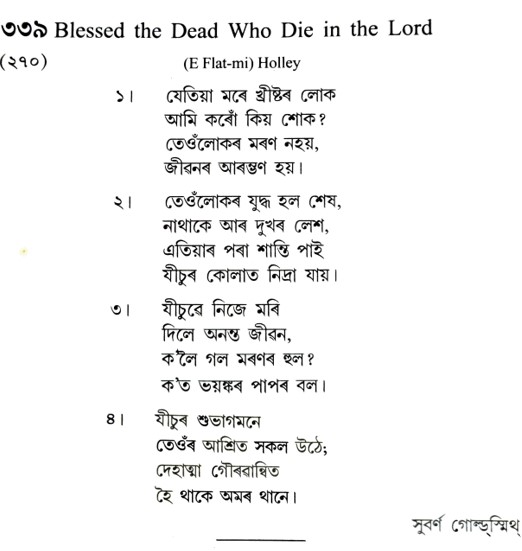 ৩৩৯ Blessed the Dead Who Die in the Lord
(২৭০) (E Flat-mi) Holley
১। যেতিয়া মৰে খ্ৰীষ্টৰ লোক
আমি কৰোঁ কিয় শোক?
তেওঁলোকৰ মৰণ নহয়,
জীৱনৰ আৰম্ভণ হয়।
২। তেওঁলোকৰ যুদ্ধ হল শেষ,
নাথাকে আৰ দুখৰ লেশ,
এতিয়াৰ পৰা শান্তি পাই
যীচুৰ কোলাত নিদ্ৰা যায়।
৩। যীচুৱে নিজে মৰি
দিলে অনন্ত জীৱন,
ক'লৈ গল মৰণৰ হুল?
ক'ত ভয়ঙ্কৰ পাপৰ বল।
৪। যীচুৰ শুভাগমনে
তেওঁৰ আশ্ৰিত সকল উঠে;
দেহাত্মা গৌৰৱান্বিত
হৈ থাকে অমৰ থানে।
সুবৰ্ণ গোল্ড্‌স্মিথ্